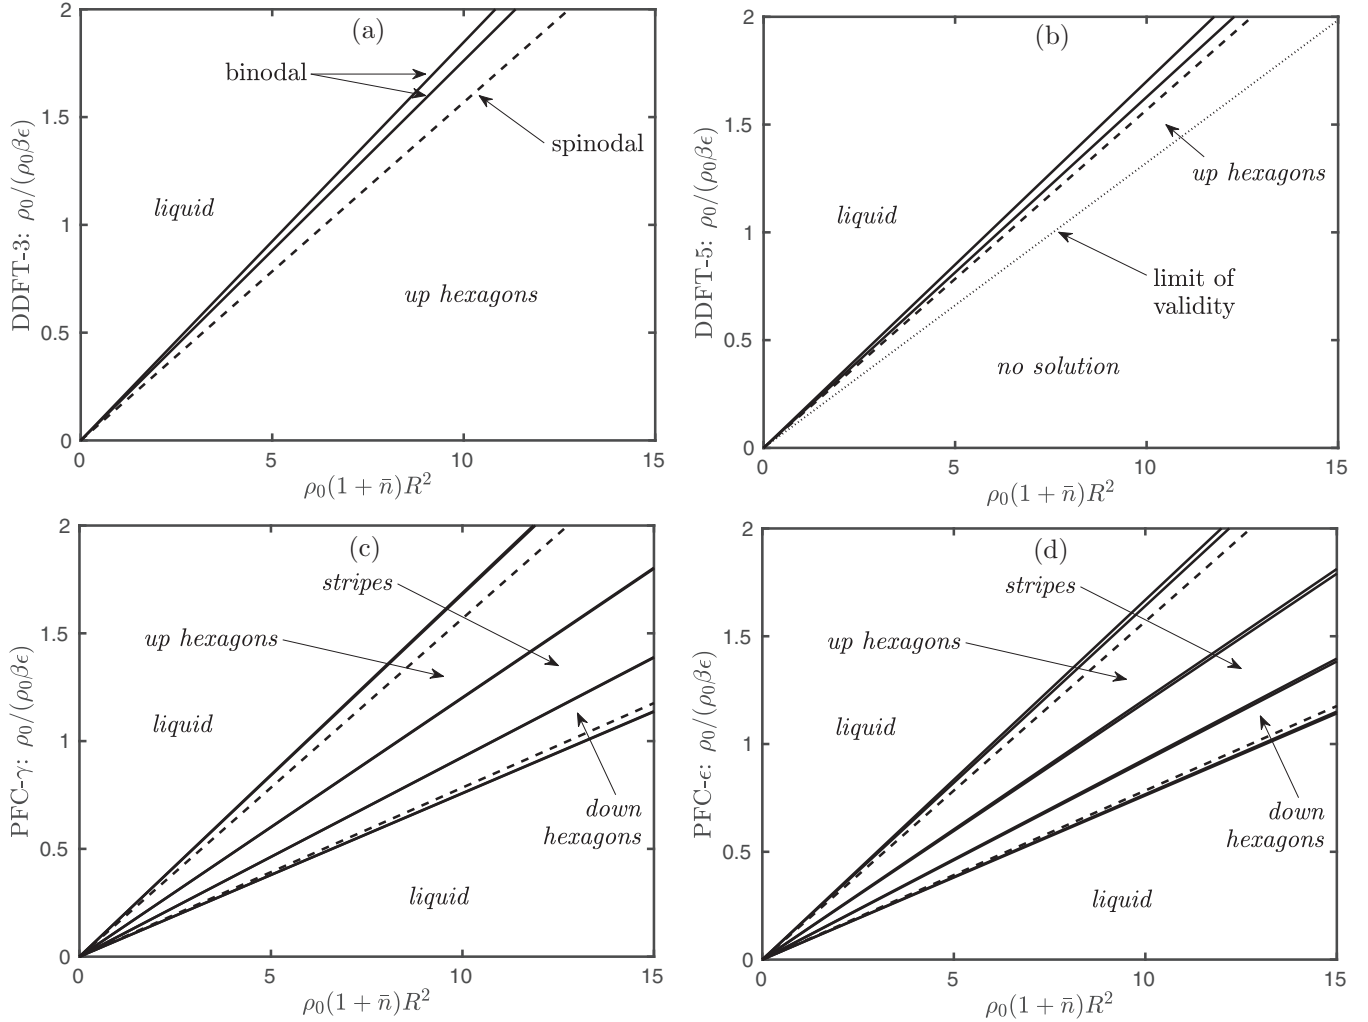 (a)
binodal
spinodal
liquid
up hexagons
DDFT-3: ρ₀/(ρ₀βϵ)
2
1.5
1
0.5
0
0 5 10 15
ρ₀(1 + n̄)R²
(b)
up hexagons
liquid
limit of
validity
no solution
DDFT-5: ρ₀/(ρ₀βϵ)
2
1.5
1
0.5
0
0 5 10 15
ρ₀(1 + n̄)R²
(c)
stripes
up hexagons
liquid
down
hexagons
liquid
PFC-γ: ρ₀/(ρ₀βϵ)
2
1.5
1
0.5
0
0 5 10 15
ρ₀(1 + n̄)R²
(d)
stripes
up hexagons
liquid
down
hexagons
liquid
PFC-ϵ: ρ₀/(ρ₀βϵ)
2
1.5
1
0.5
0
0 5 10 15
ρ₀(1 + n̄)R²